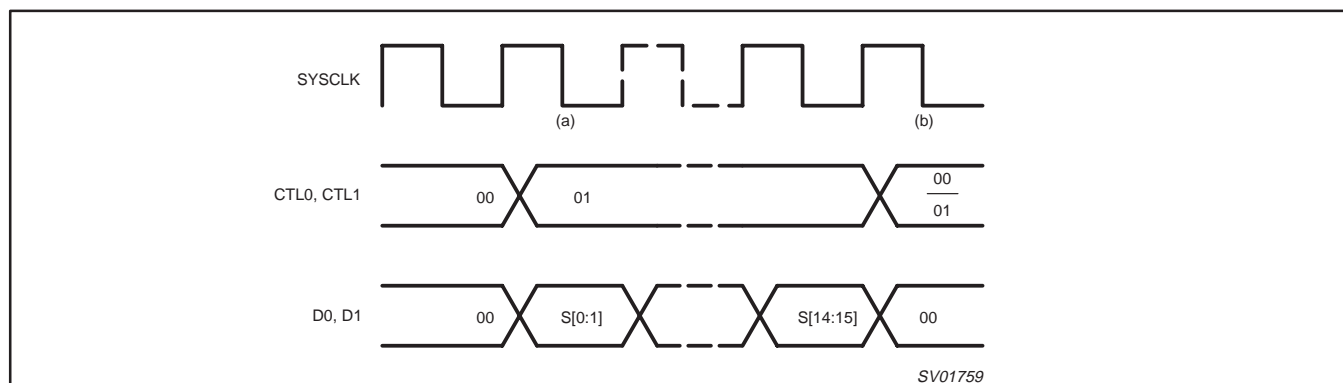 SYSCLK
(a)
(b)
CTL0, CTL1
00
01
00
01
D0, D1
00
S[0:1]
S[14:15]
00
SV01759